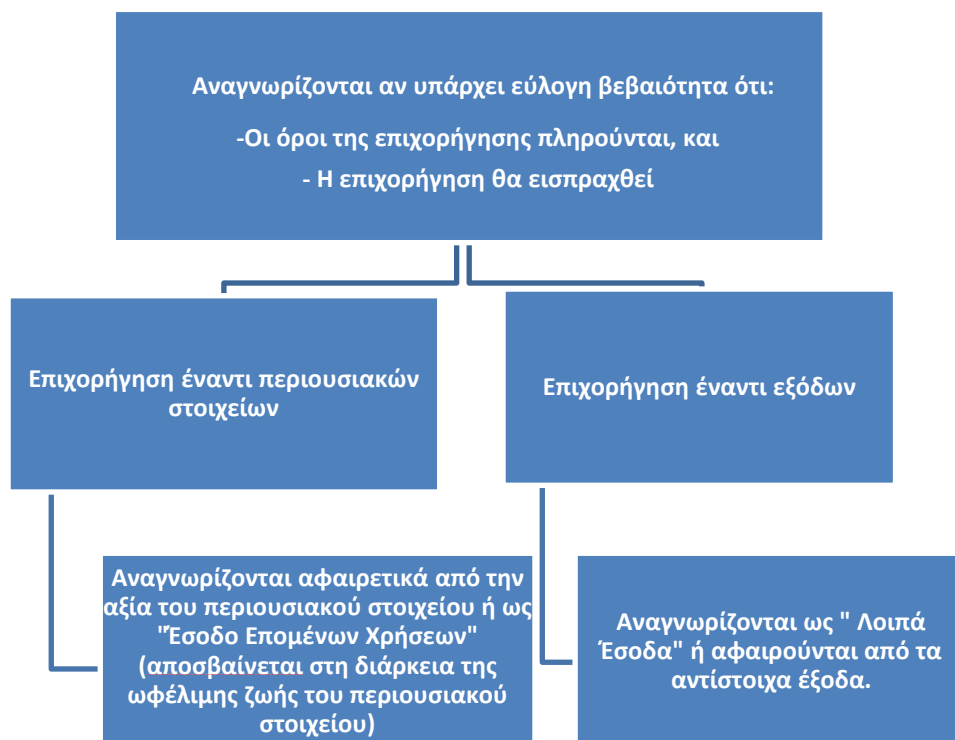 Αναγνωρίζονται αν υπάρχει εύλογη βεβαιότητα ότι:
-Οι όροι της επιχορήγησης πληρούνται, και
- Η επιχορήγηση θα εισπραχθεί
Επιχορήγηση έναντι περιουσιακών
στοιχείων
Επιχορήγηση έναντι εξόδων
Αναγνωρίζονται αφαιρετικά από την
αξία του περιουσιακού στοιχείου ή ως
"Έσοδο Επομένων Χρήσεων"
(αποσβαίνεται στη διάρκεια της
ωφέλιμης ζωής του περιουσιακού
στοιχείου)
Αναγνωρίζονται ως " Λοιπά
Έσοδα" ή αφαιρούνται από τα
αντίστοιχα έξοδα.